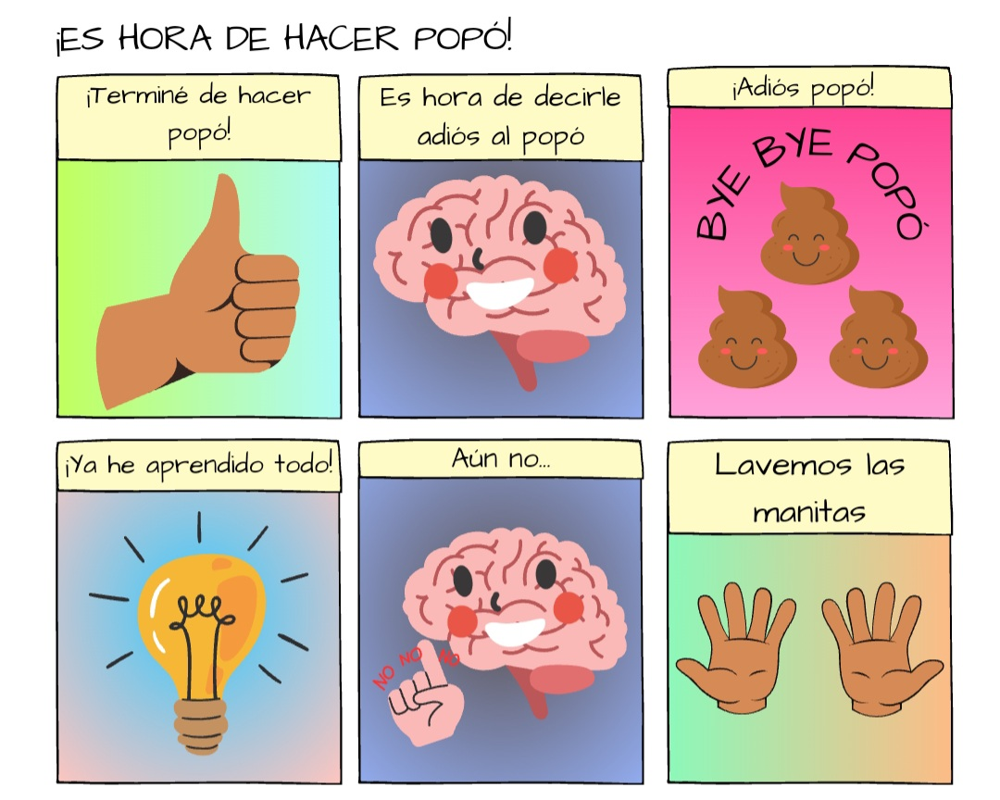 ¡ES HORA DE HACER POPÓ!
¡Terminé de hacer
popó!
Es hora de decirle
adiós al popó
¡Adiós popó!
BYE BYE POPÓ
¡Ya he aprendido todo!
Aún no...
NO NO NO
Lavemos las
manitas